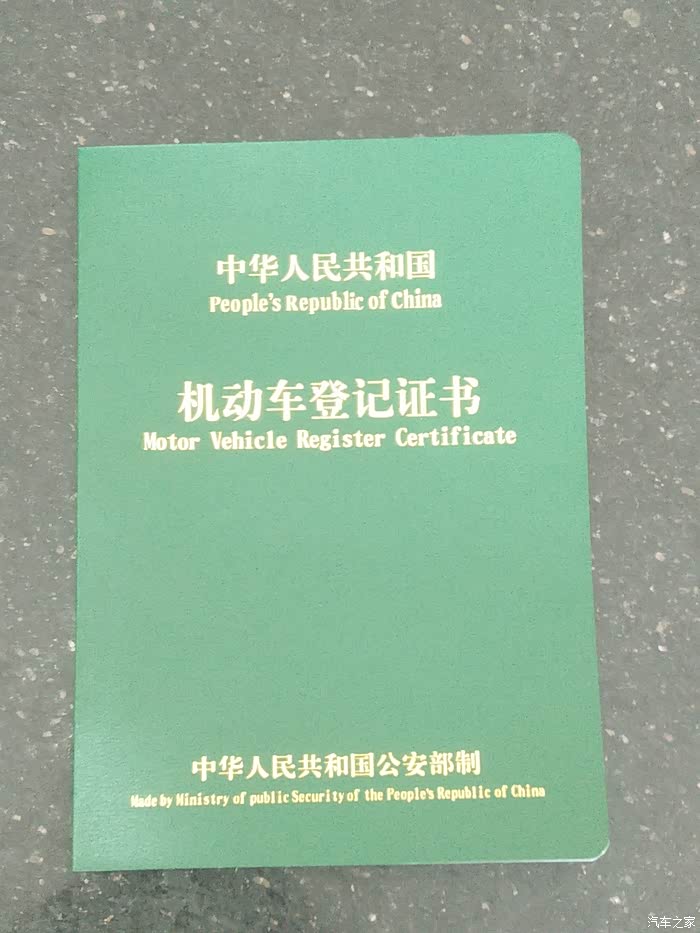 中华人民共和国
People's Republic of China
机动车登记证书
Motor Vehicle Register Certificate
中华人民共和国公安部制
Made by Ministry of public Security of the People's Republic of China
汽车之家